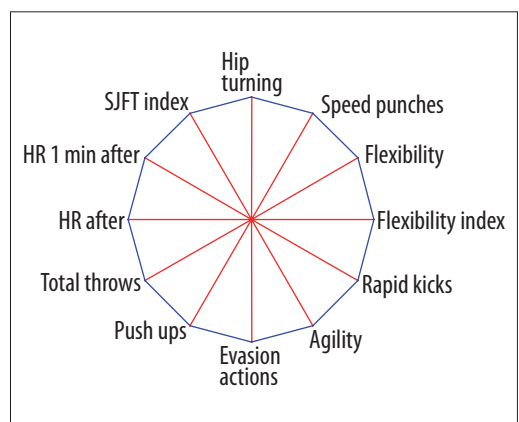 Hip
turning
SJFT index
Speed punches
HR 1 min after
Flexibility
HR after
Flexibility index
Total throws
Rapid kicks
Push ups
Agility
Evasion
actions